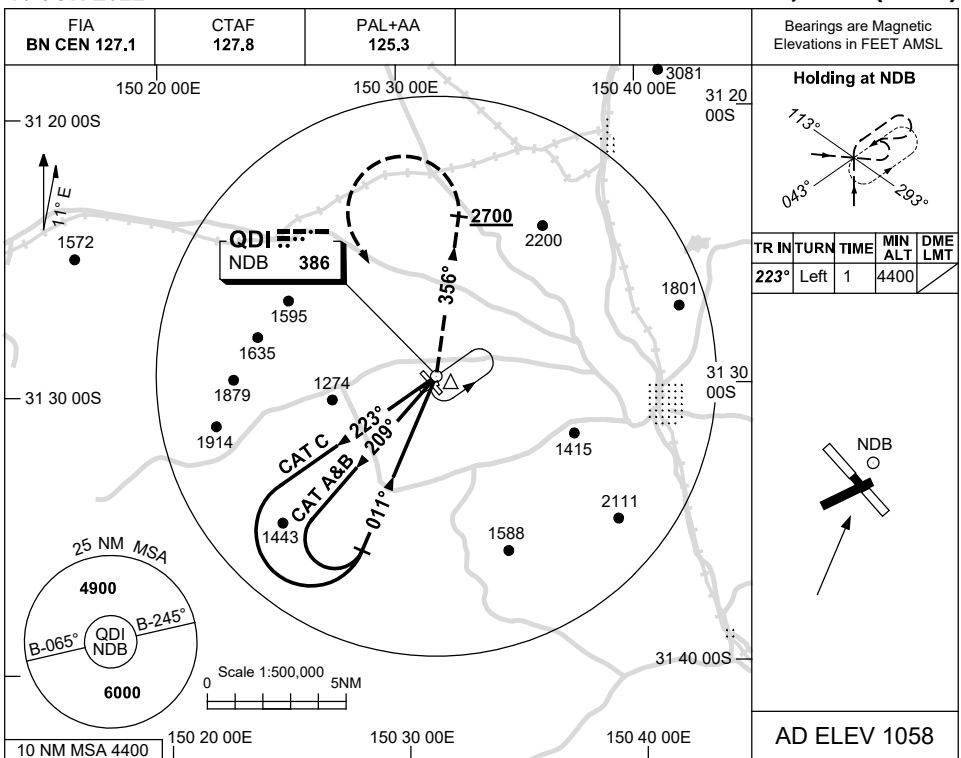 FIA
BN CEN 127.1
CTAF
127.8
PAL+AA
125.3
Bearings are Magnetic
Elevations in FEET AMSL
150 20 00E
150 30 00E
150 40 00E
3081
31 20 00S
31 20
00S
11° E
1572
QDI
NDB 386
2700
2200
356°
1801
1595
1635
1879
1274
1914
31 30
00S
31 30 00S
CAT C
223°
CAT A&B
209°
011°
1443
1415
2111
1588
25 NM MSA
4900
B-065°
B-245°
QDI
NDB
6000
Scale 1:500,000
0
5NM
31 40 00S
10 NM MSA 4400
150 20 00E
150 30 00E
150 40 00E
Holding at NDB
113°
043°
293°
TR IN TURN TIME MIN ALT DME LMT
223° Left 1 4400
NDB
AD ELEV 1058